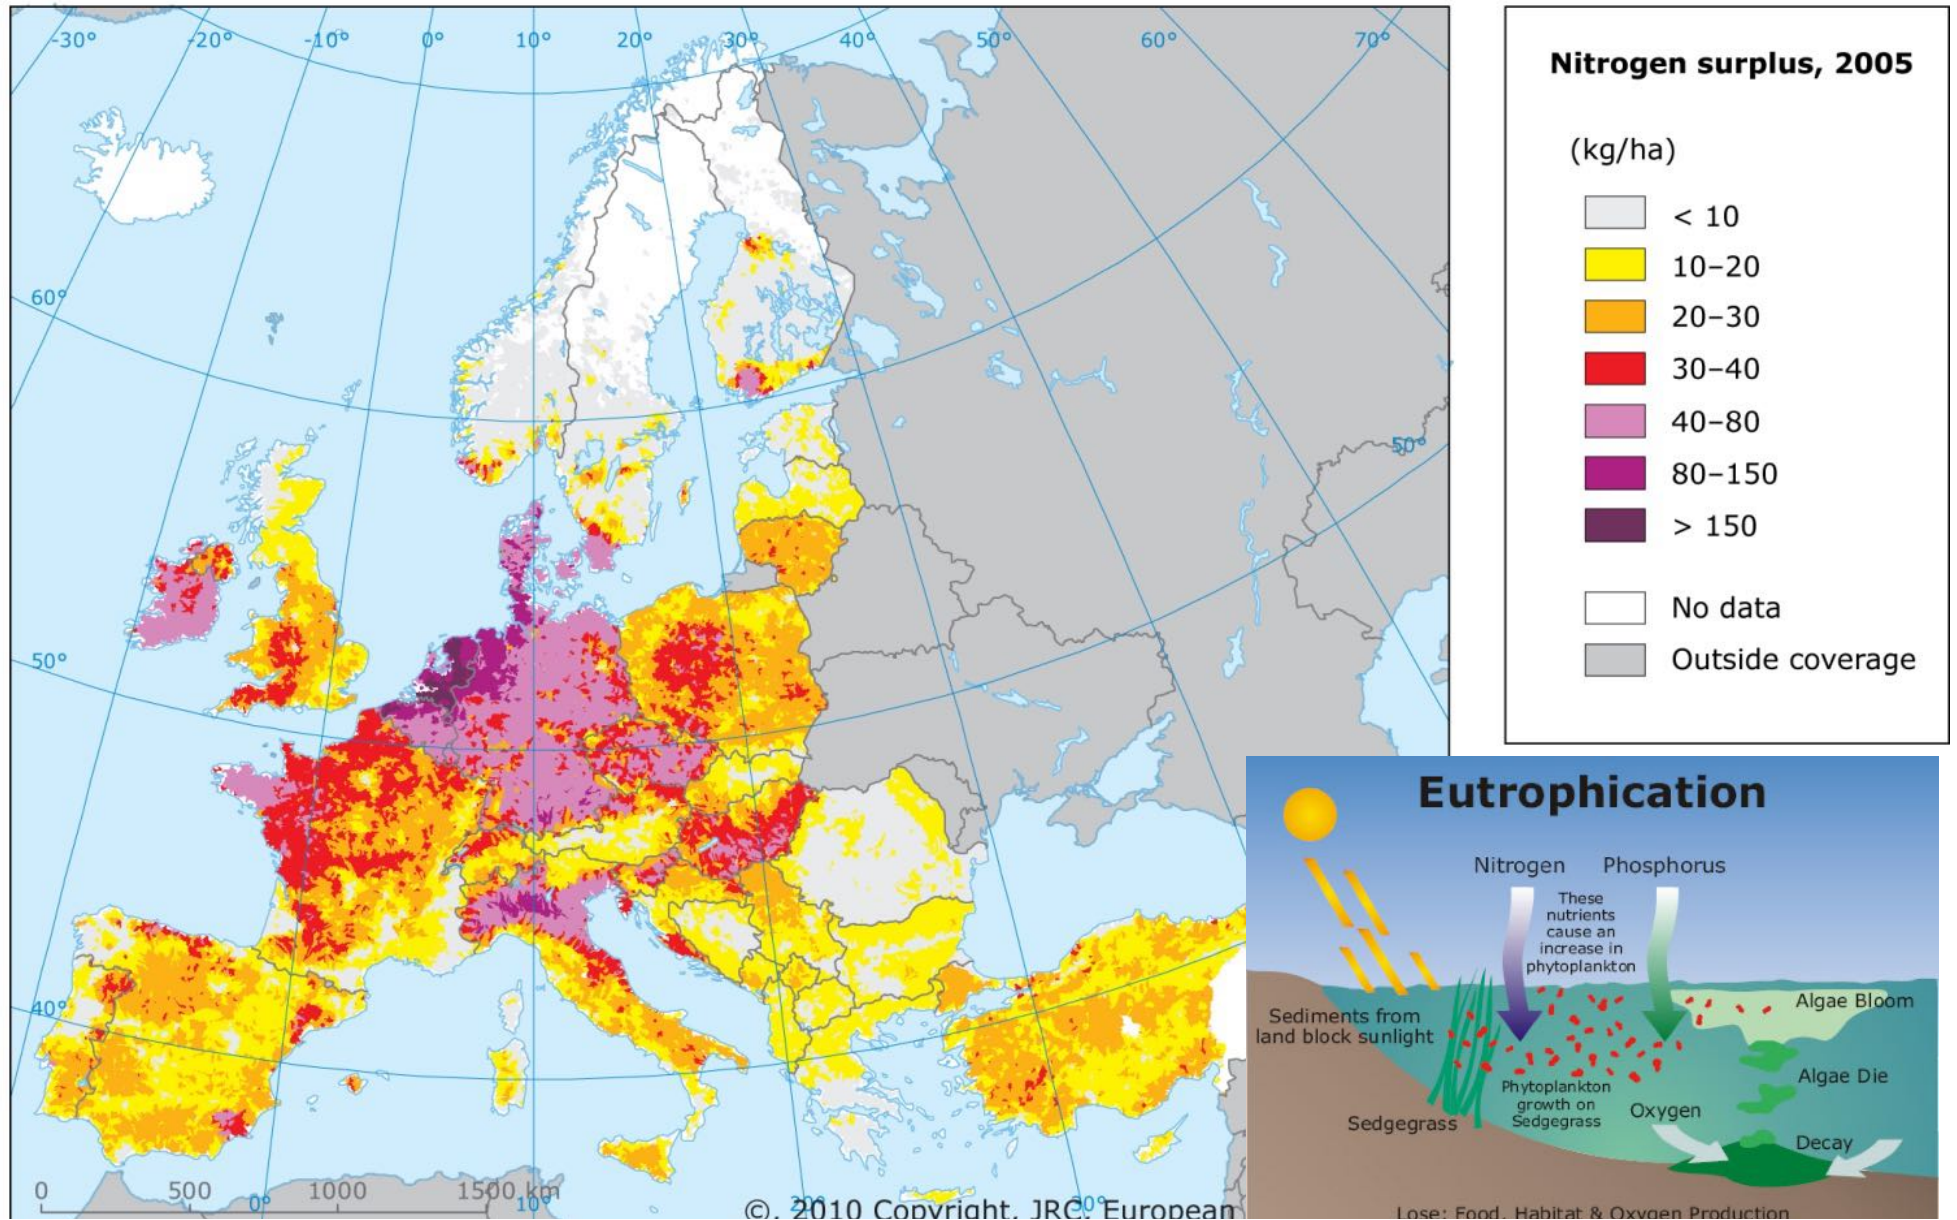 -30°
-20°
-10°
0°
10°
20°
30°
40°
50°
60°
70°
60°
50°
50°
40°
0
500
1000
1500 km
0°
10°
20°
30°
©, 2010 Copyright, JRC, European
Nitrogen surplus, 2005
(kg/ha)
< 10
10–20
20–30
30–40
40–80
80–150
> 150
No data
Outside coverage
Eutrophication
Nitrogen
Phosphorus
These
nutrients
cause an
increase in
phytoplankton
Sediments from
land block sunlight
Algae Bloom
Phytoplankton
growth on
Sedgegrass
Oxygen
Algae Die
Sedgegrass
Decay
Lose: Food, Habitat & Oxygen Production